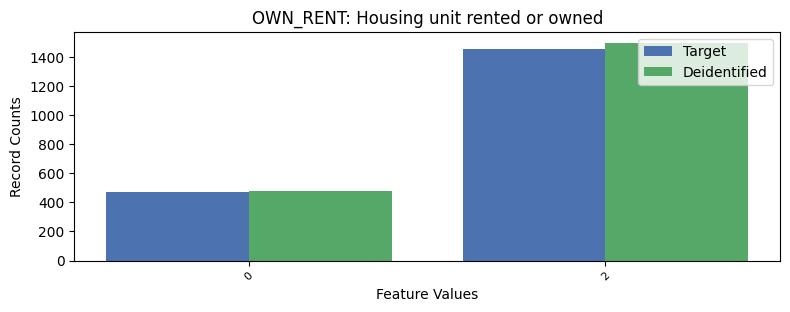 OWN_RENT: Housing unit rented or owned
Target
Deidentified
1400
1200
1000
800
600
400
200
0
Record Counts
0
2
Feature Values